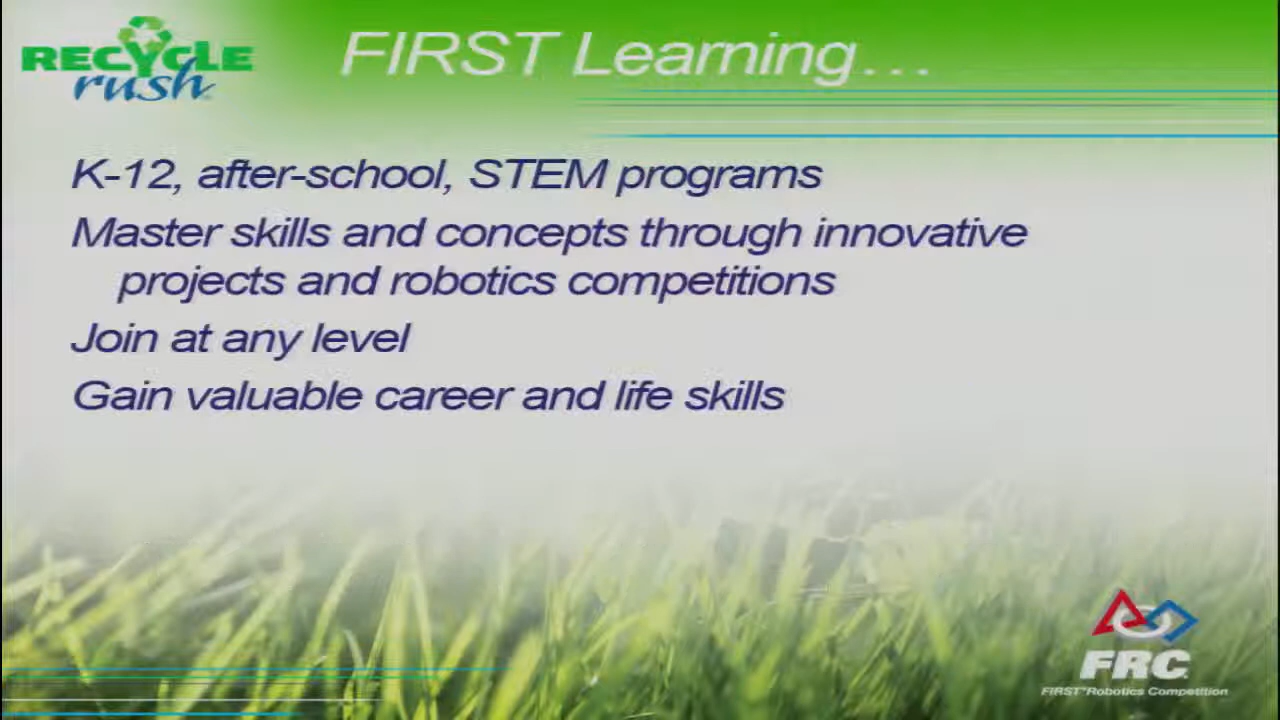 RECYCLE
rush
FIRST Learning…
K-12, after-school, STEM programs
Master skills and concepts through innovative
projects and robotics competitions
Join at any level
Gain valuable career and life skills
FRC
FIRST Robotics Competition